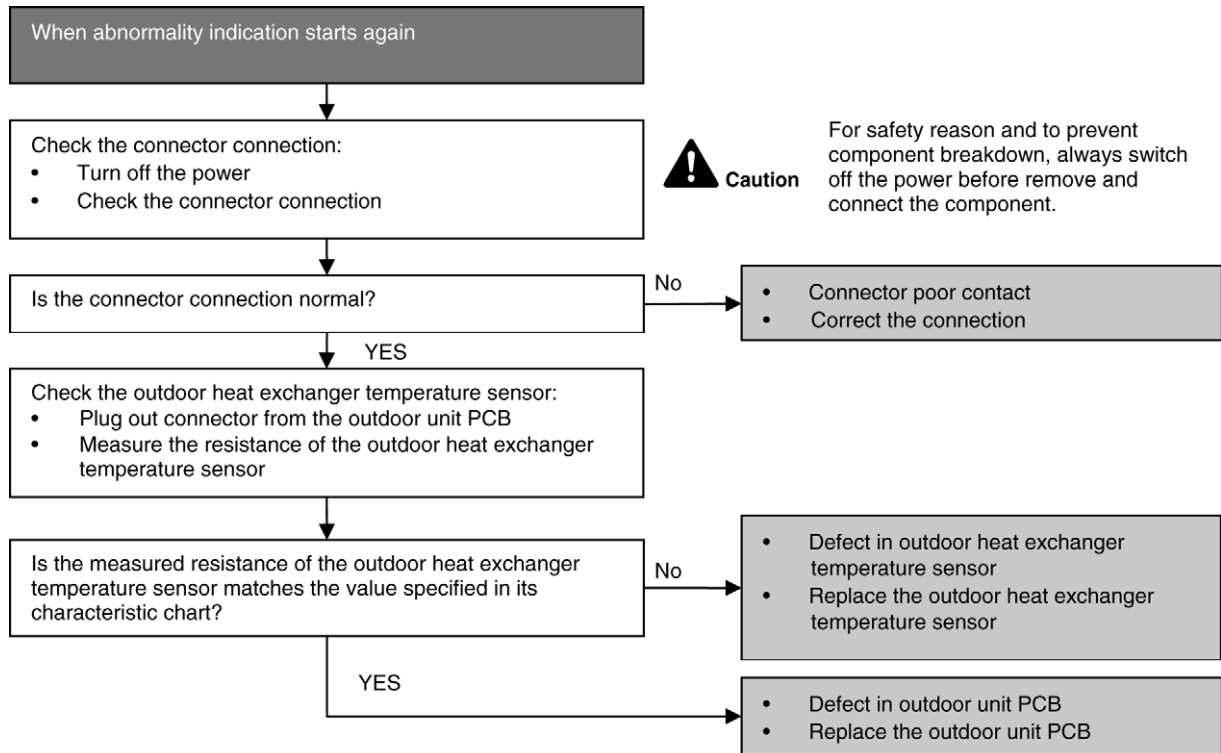 When abnormality indication starts again
Check the connector connection:
• Turn off the power
• Check the connector connection
Caution
For safety reason and to prevent
component breakdown, always switch
off the power before remove and
connect the component.
Is the connector connection normal?
No
• Connector poor contact
• Correct the connection
YES
Check the outdoor heat exchanger temperature sensor:
• Plug out connector from the outdoor unit PCB
• Measure the resistance of the outdoor heat exchanger
temperature sensor
Is the measured resistance of the outdoor heat exchanger
temperature sensor matches the value specified in its
characteristic chart?
No
• Defect in outdoor heat exchanger
temperature sensor
• Replace the outdoor heat exchanger
temperature sensor
YES
• Defect in outdoor unit PCB
• Replace the outdoor unit PCB